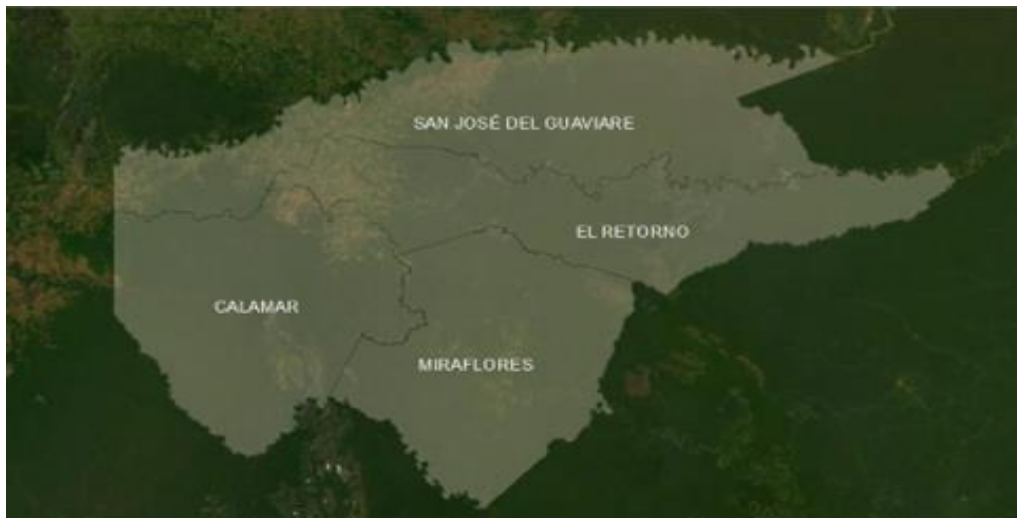 SAN JOSÉ DEL GUAVIARE
EL RETORNO
CALAMAR
MIRAFLORES